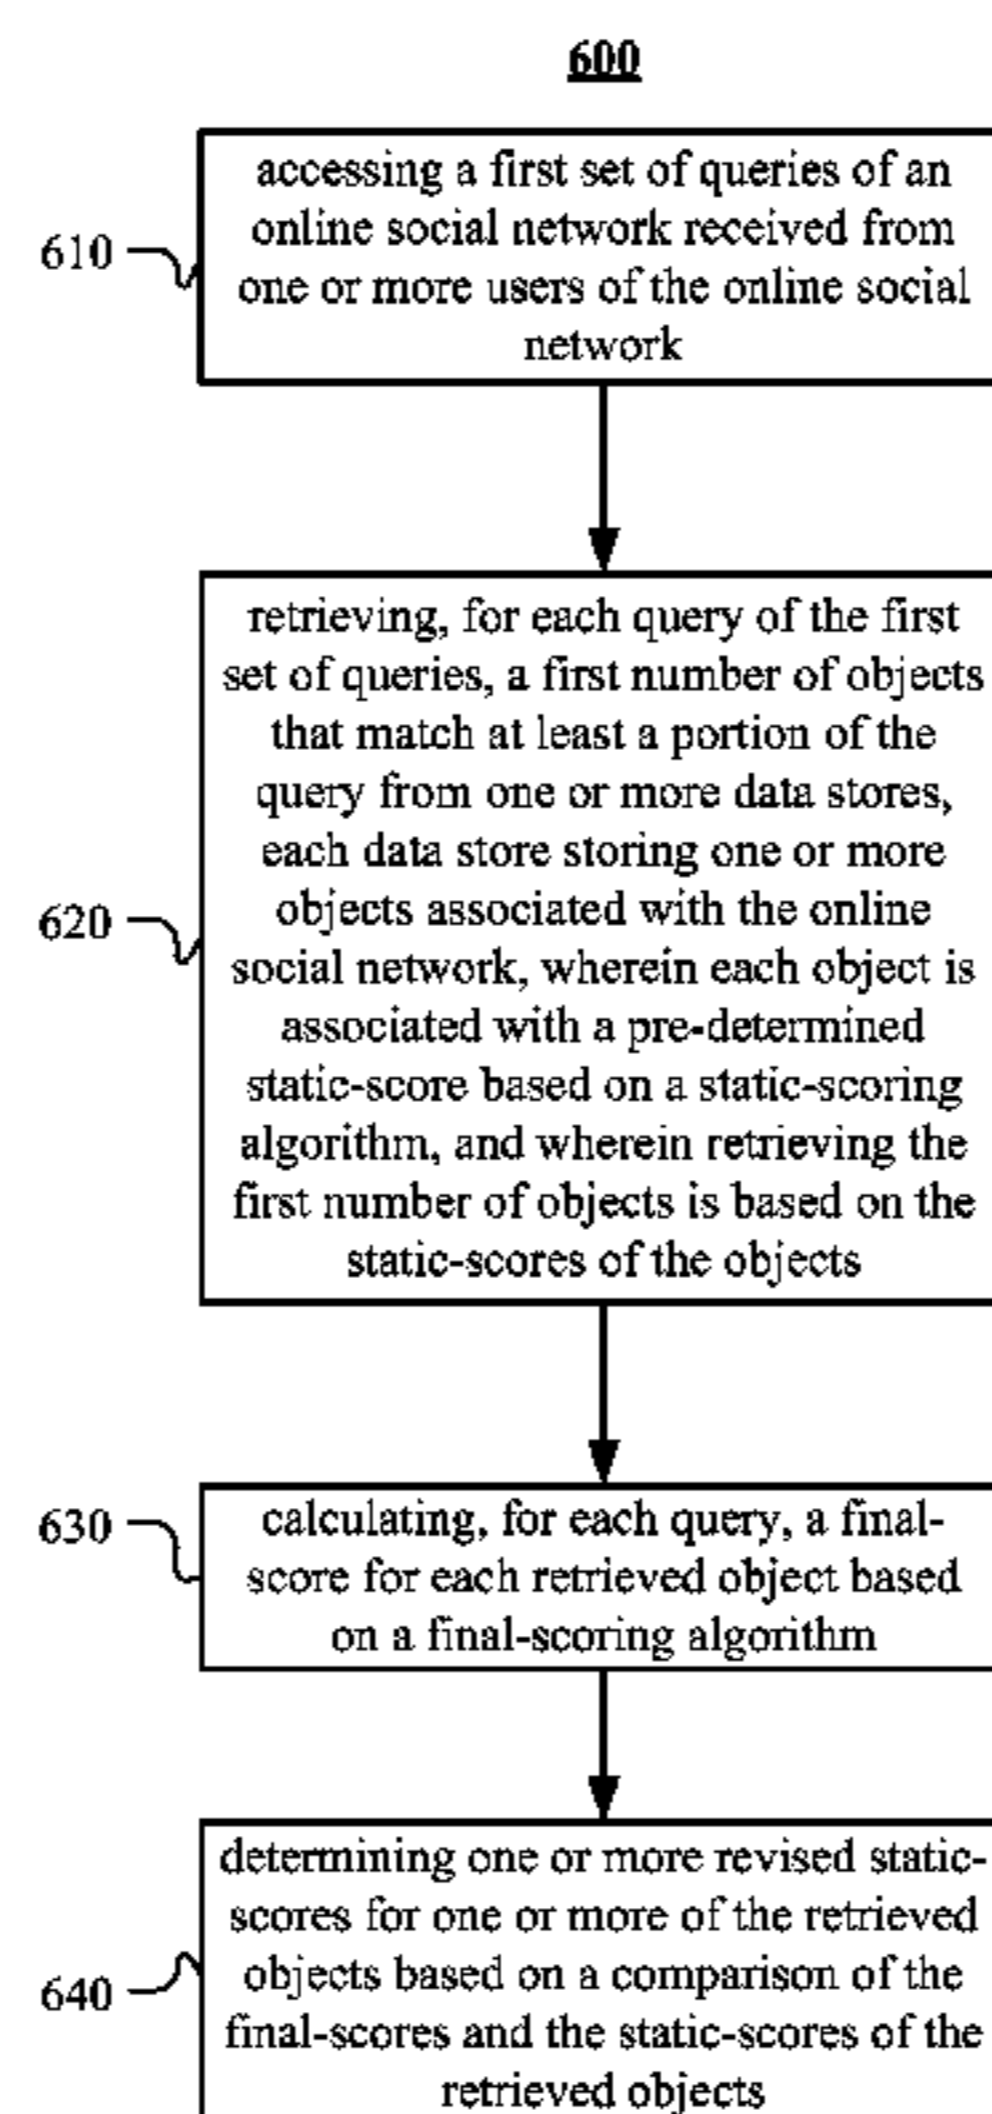 600
accessing a first set of queries of an
online social network received from
one or more users of the online social
network
610
retrieving, for each query of the first
set of queries, a first number of objects
that match at least a portion of the
query from one or more data stores,
each data store storing one or more
objects associated with the online
social network, wherein each object is
associated with a pre-determined
static-score based on a static-scoring
algorithm, and wherein retrieving the
first number of objects is based on the
static-scores of the objects
620
calculating, for each query, a final-
score for each retrieved object based
on a final-scoring algorithm
630
determining one or more revised static-
scores for one or more of the retrieved
objects based on a comparison of the
final-scores and the static-scores of the
retrieved objects
640